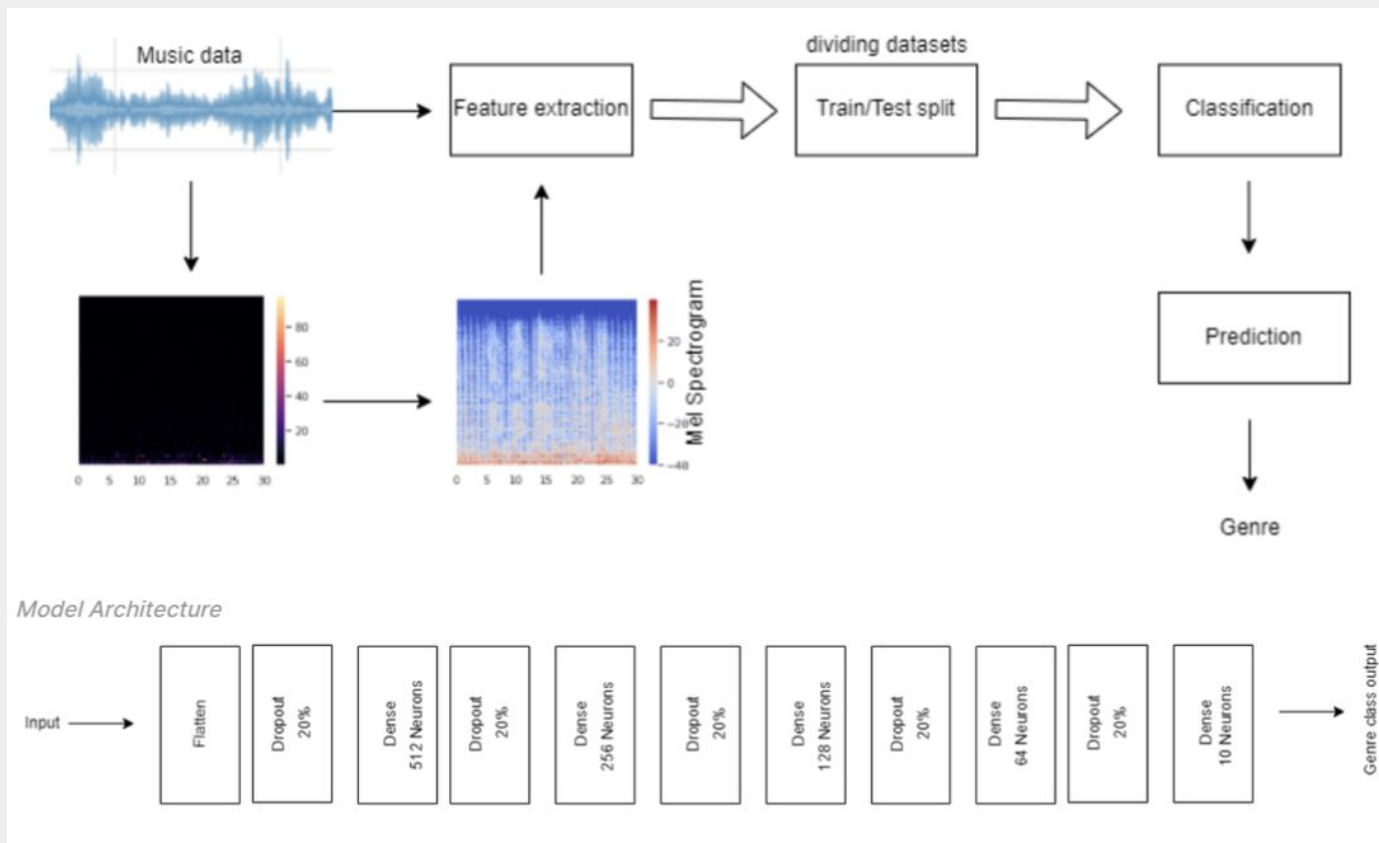 Music data
dividing datasets
Feature extraction
Train/Test split
Classification
80
60
40
20
0 5 10 15 20 25 30
20
0
-20
-40
Mel Spectrogram
0 5 10 15 20 25 30
Prediction
Genre
Model Architecture
Input
Flatten
Dropout
20%
Dense
512 Neurons
Dropout
20%
Dense
256 Neurons
Dropout
20%
Dense
128 Neurons
Dropout
20%
Dense
64 Neurons
Dropout
20%
Dense
10 Neurons
Genre class output